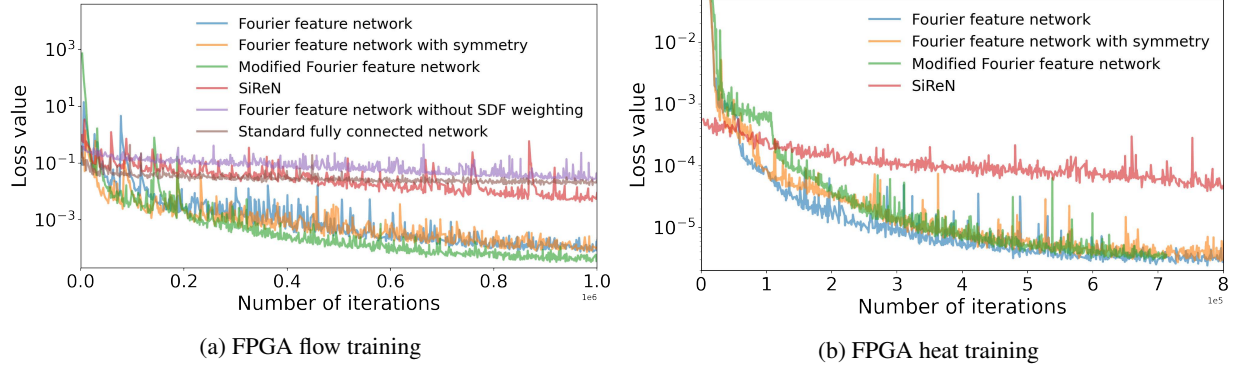 Loss value
10³
10¹
10⁻¹
10⁻³
Fourier feature network
Fourier feature network with symmetry
Modified Fourier feature network
SiReN
Fourier feature network without SDF weighting
Standard fully connected network
0.0 0.2 0.4 0.6 0.8 1.0
1e6
Number of iterations
(a) FPGA flow training
Loss value
10⁻²
10⁻³
10⁻⁴
10⁻⁵
Fourier feature network
Fourier feature network with symmetry
Modified Fourier feature network
SiReN
0 1 2 3 4 5 6 7 8
1e5
Number of iterations
(b) FPGA heat training